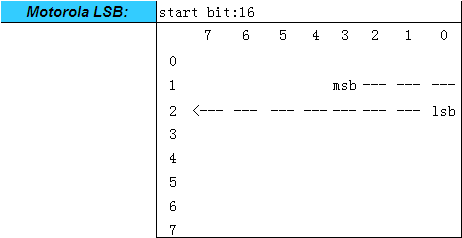 Motorola LSB: start bit:16
7 6 5 4 3 2 1 0
0
1 msb --- --- ---
2 <--- --- --- --- --- --- --- lsb
3
4
5
6
7